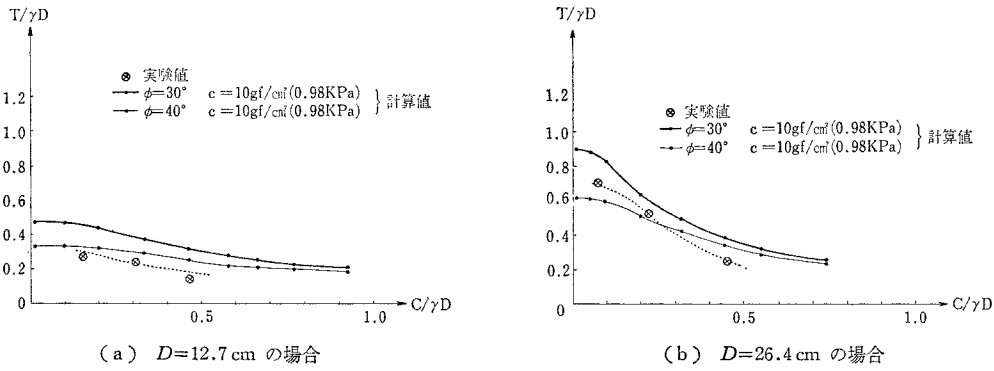 T/γD
⊗ 実験値
φ=30° c=10gf/c㎡(0.98KPa)
φ=40° c=10gf/c㎡(0.98KPa)
}計算値
1.2
1.0
0.8
0.6
0.4
0.2
0
0.5
1.0
C/γD
(a) D=12.7cm の場合
T/γD
⊗ 実験値
φ=30° c=10gf/c㎡(0.98KPa)
φ=40° c=10gf/c㎡(0.98KPa)
}計算値
1.2
1.0
0.8
0.6
0.4
0.2
0
0.5
1.0
C/γD
(b) D=26.4cm の場合